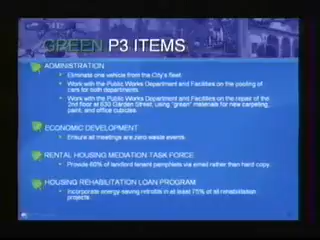 GREEN P3 ITEMS
ADMINISTRATION
• Eliminate one vehicle from the City's fleet.
• Work with the Public Works Department and Facilities on the pooling of
cars for both departments.
• Work with the Public Works Department and Facilities on the repair of the
2nd floor at 630 Garden Street, using "green" materials for new carpeting,
paint, and office cubicles.
ECONOMIC DEVELOPMENT
• Ensure all meetings are zero waste events.
RENTAL HOUSING MEDIATION TASK FORCE
• Provide 60% of landlord tenant pamphlets via email rather than hard copy.
HOUSING REHABILITATION LOAN PROGRAM
• Incorporate energy saving retrofits in at least 75% of all rehabilitation
projects.